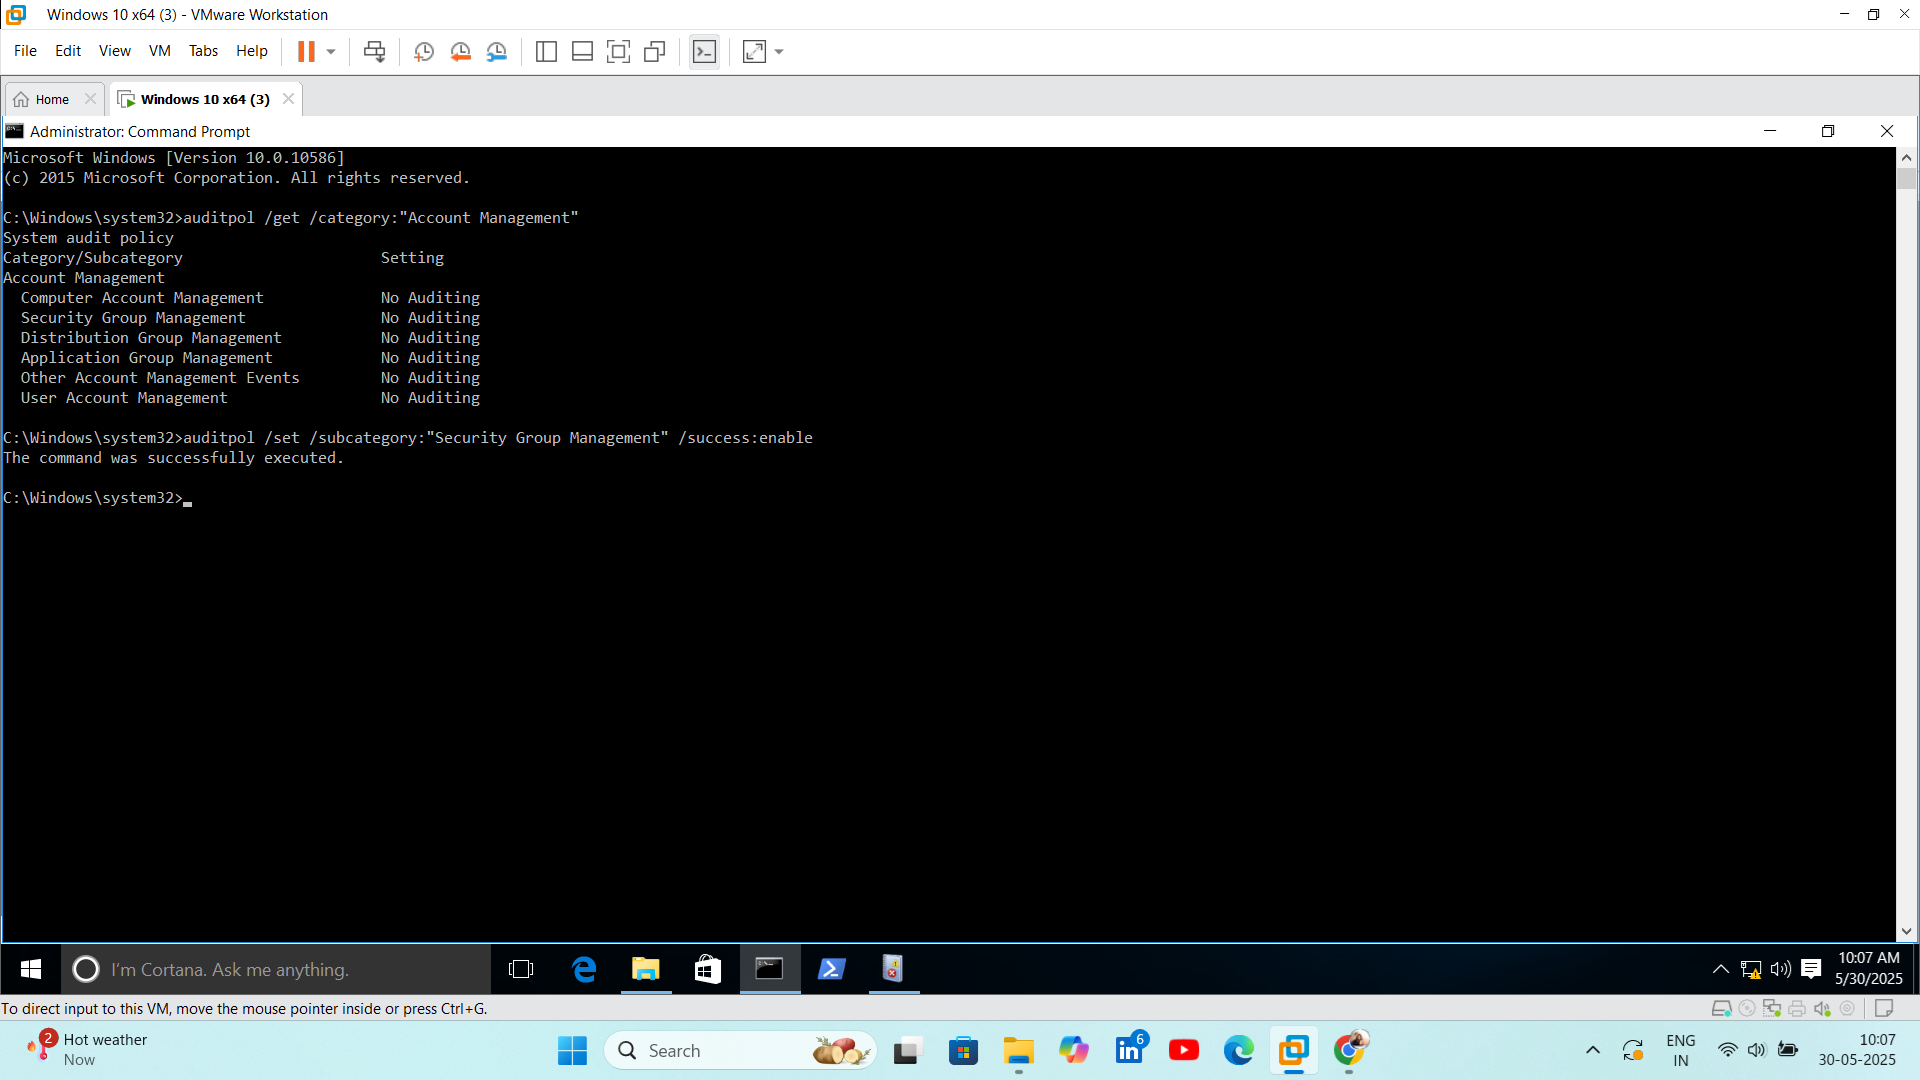 Windows 10 x64 (3) - VMware Workstation
File Edit View VM Tabs Help
Home
Windows 10 x64 (3)
Administrator: Command Prompt
Microsoft Windows [Version 10.0.10586]
(c) 2015 Microsoft Corporation. All rights reserved.
C:\Windows\system32>auditpol /get /category:"Account Management"
System audit policy
Category/Subcategory                      Setting
Account Management
  Computer Account Management             No Auditing
  Security Group Management               No Auditing
  Distribution Group Management           No Auditing
  Application Group Management            No Auditing
  Other Account Management Events         No Auditing
  User Account Management                 No Auditing
C:\Windows\system32>auditpol /set /subcategory:"Security Group Management" /success:enable
The command was successfully executed.
C:\Windows\system32>
I'm Cortana. Ask me anything.
10:07 AM
5/30/2025
To direct input to this VM, move the mouse pointer inside or press Ctrl+G.
2
Hot weather
Now
Search
6
ENG
IN
10:07
30-05-2025